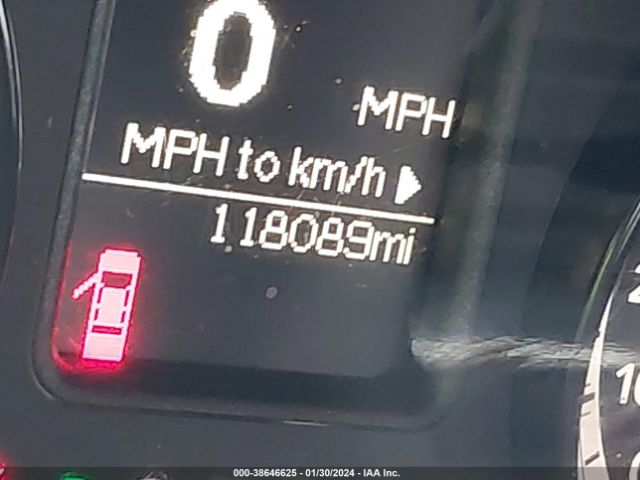 0
MPH
MPH to km/h
118089mi
000-38646625 - 01/30/2024 - IAA Inc.